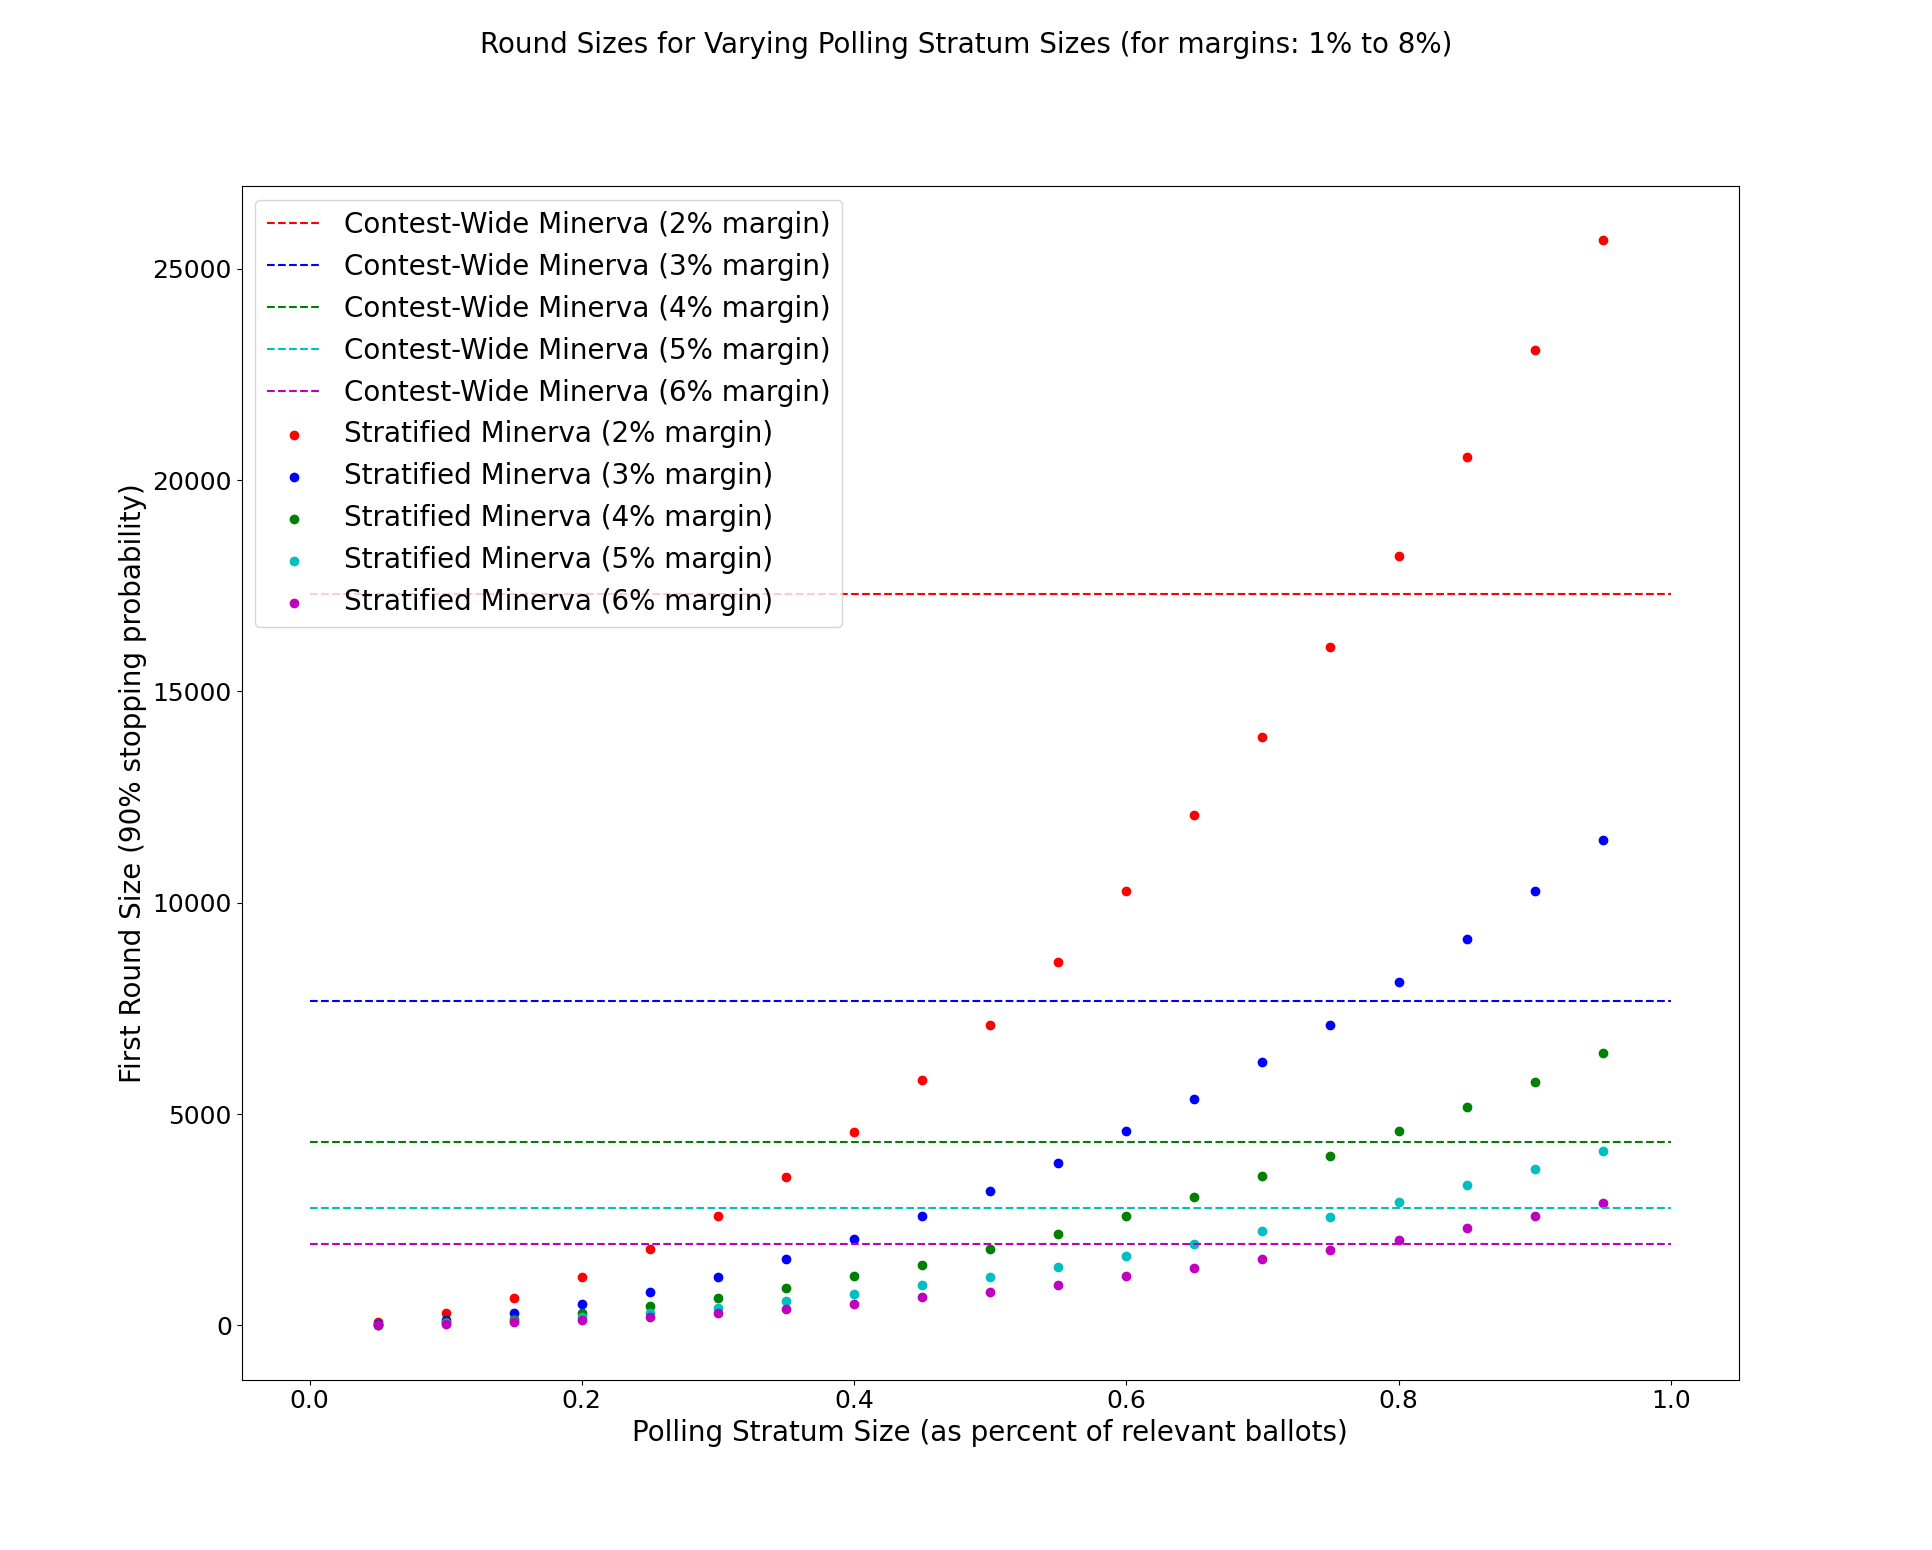 Round Sizes for Varying Polling Stratum Sizes (for margins: 1% to 8%)
Contest-Wide Minerva (2% margin)
Contest-Wide Minerva (3% margin)
Contest-Wide Minerva (4% margin)
Contest-Wide Minerva (5% margin)
Contest-Wide Minerva (6% margin)
Stratified Minerva (2% margin)
Stratified Minerva (3% margin)
Stratified Minerva (4% margin)
Stratified Minerva (5% margin)
Stratified Minerva (6% margin)
First Round Size (90% stopping probability)
25000
20000
15000
10000
5000
0
0.0 0.2 0.4 0.6 0.8 1.0
Polling Stratum Size (as percent of relevant ballots)